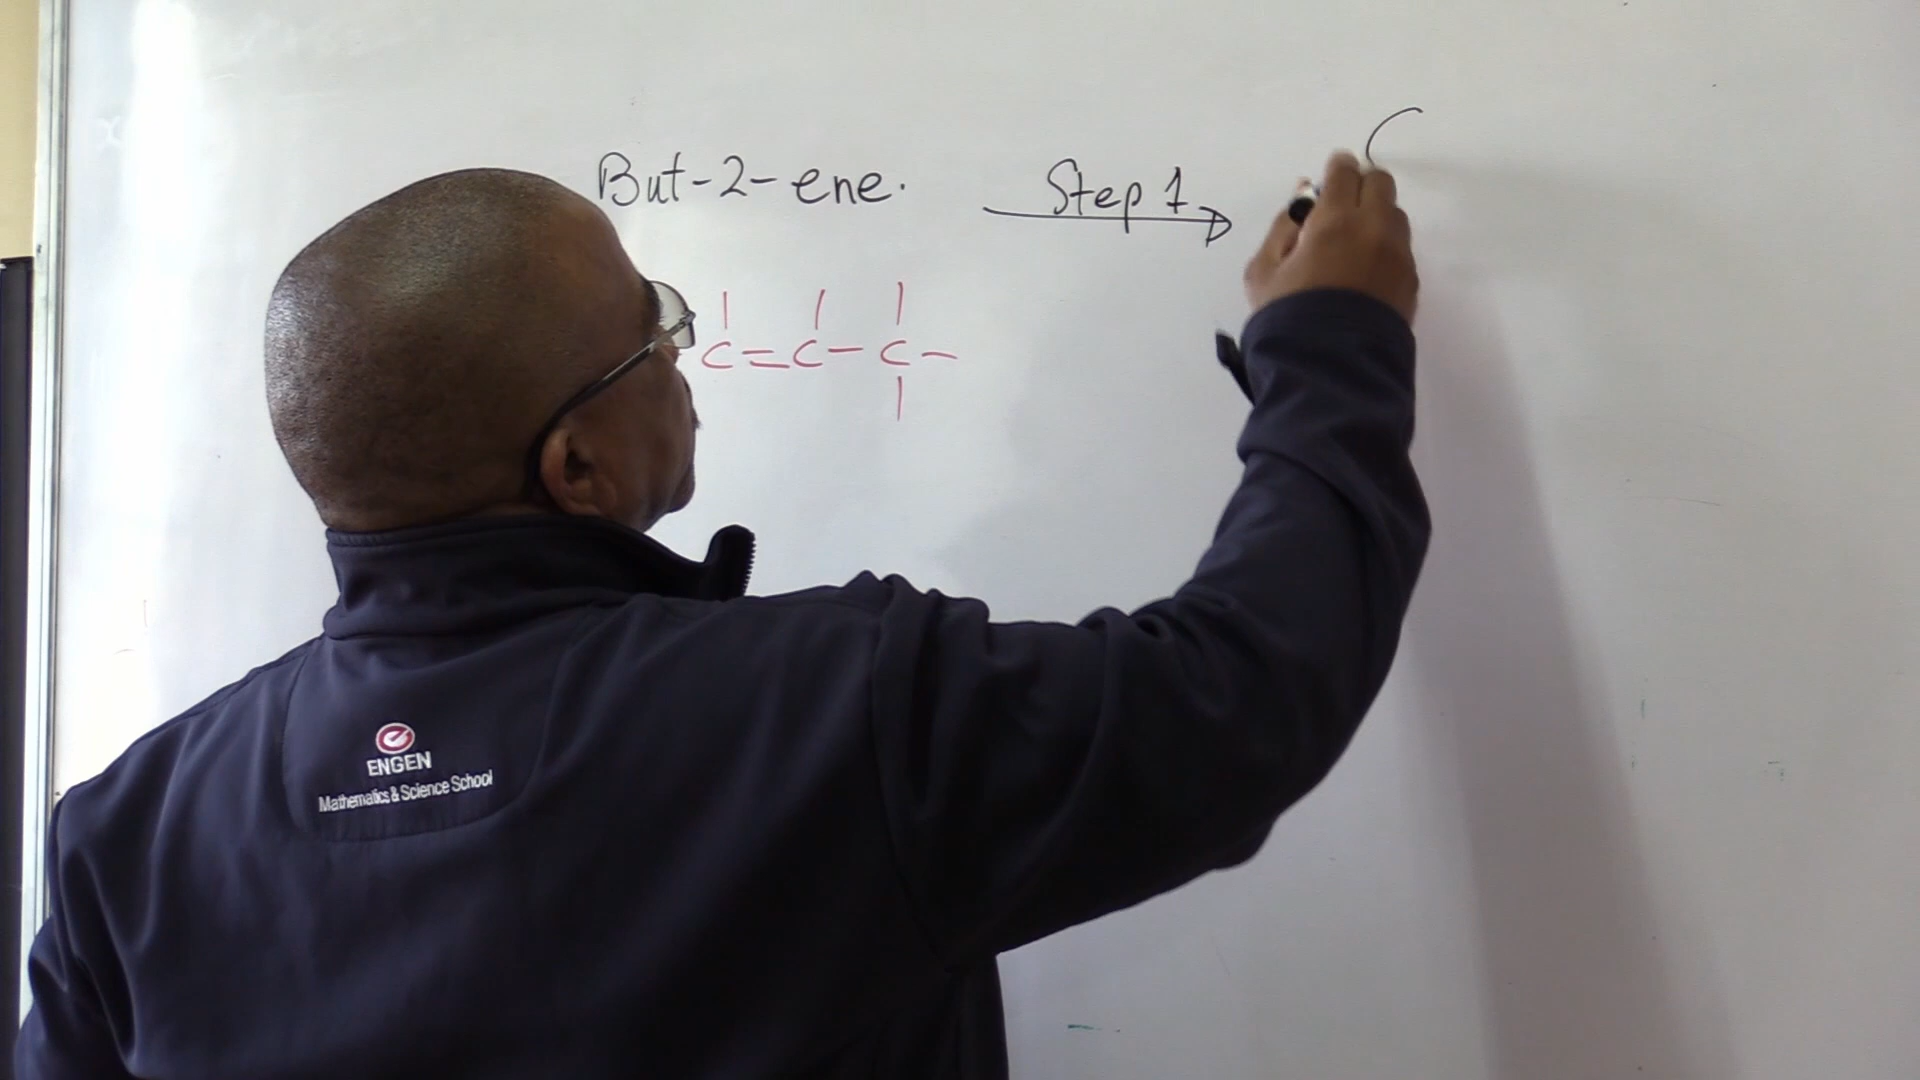 But-2-ene.
Step 1
C=C-C-
ENGEN
Mathematics & Science School